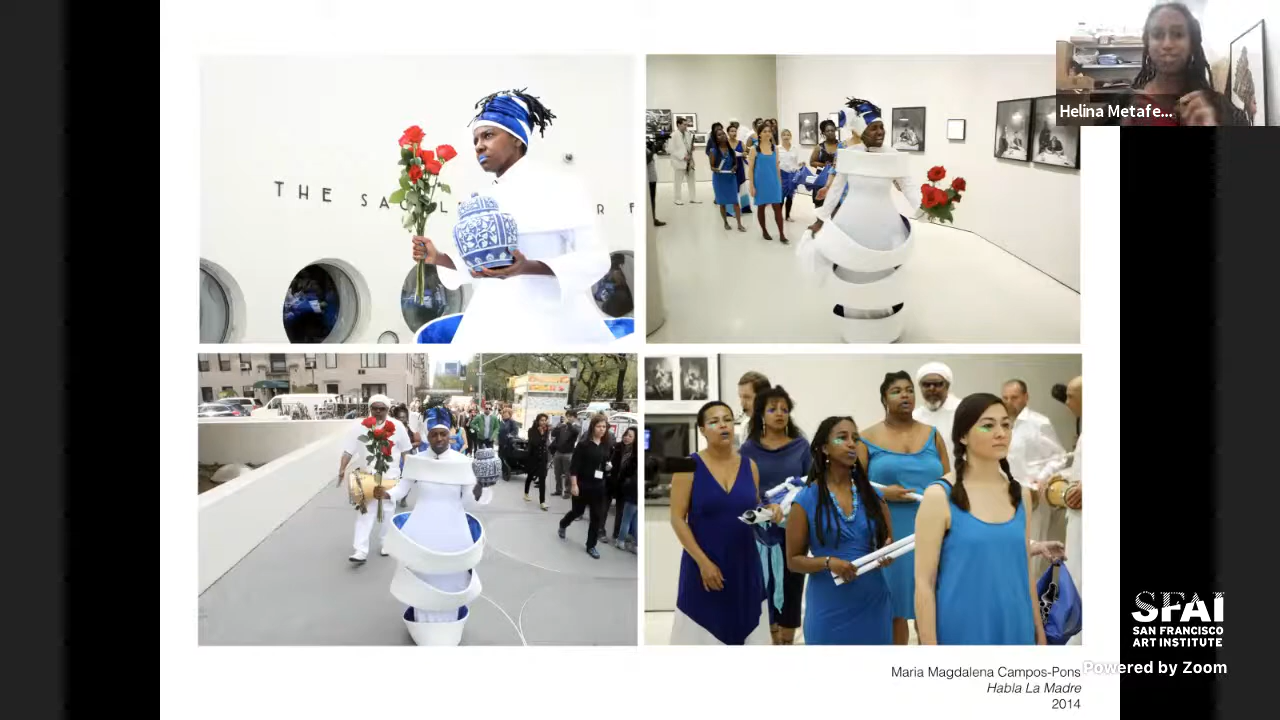 Helina Metafe...
THE SA
R F
SFAI
SAN FRANCISCO
ART INSTITUTE
Powered by Zoom
Maria Magdalena Campos-Pons
Habla La Madre
2014